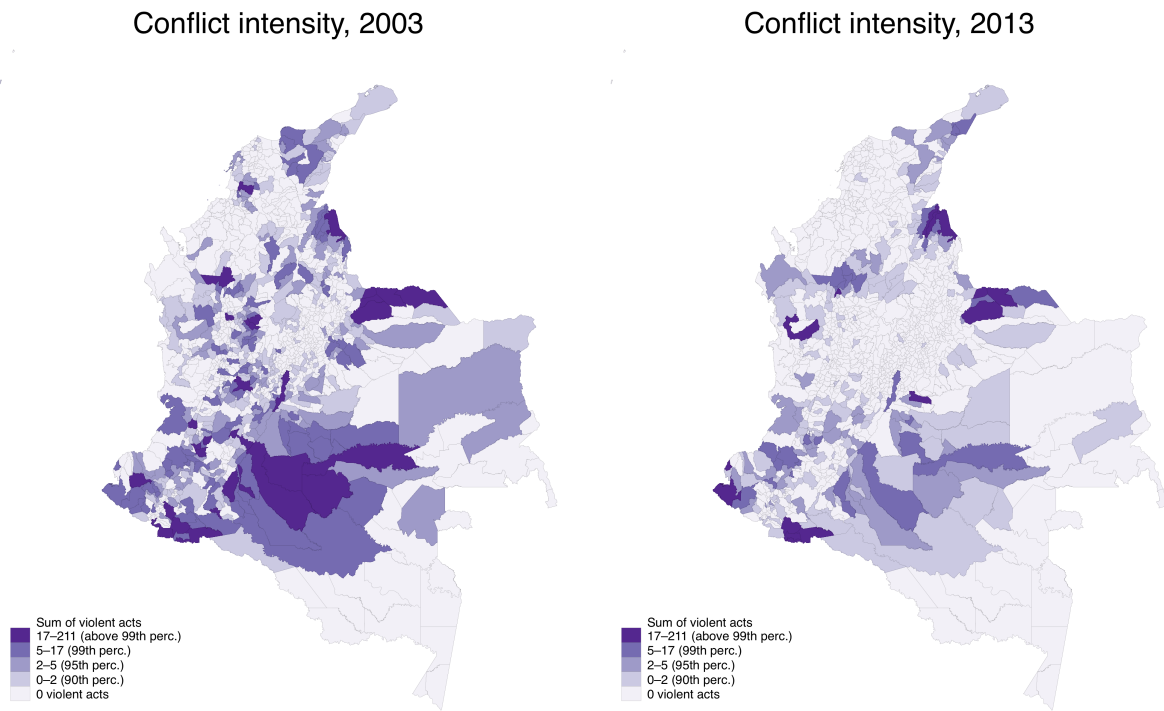 Conflict intensity, 2003
Sum of violent acts
17–211 (above 99th perc.)
5–17 (99th perc.)
2–5 (95th perc.)
0–2 (90th perc.)
0 violent acts
Conflict intensity, 2013
Sum of violent acts
17–211 (above 99th perc.)
5–17 (99th perc.)
2–5 (95th perc.)
0–2 (90th perc.)
0 violent acts